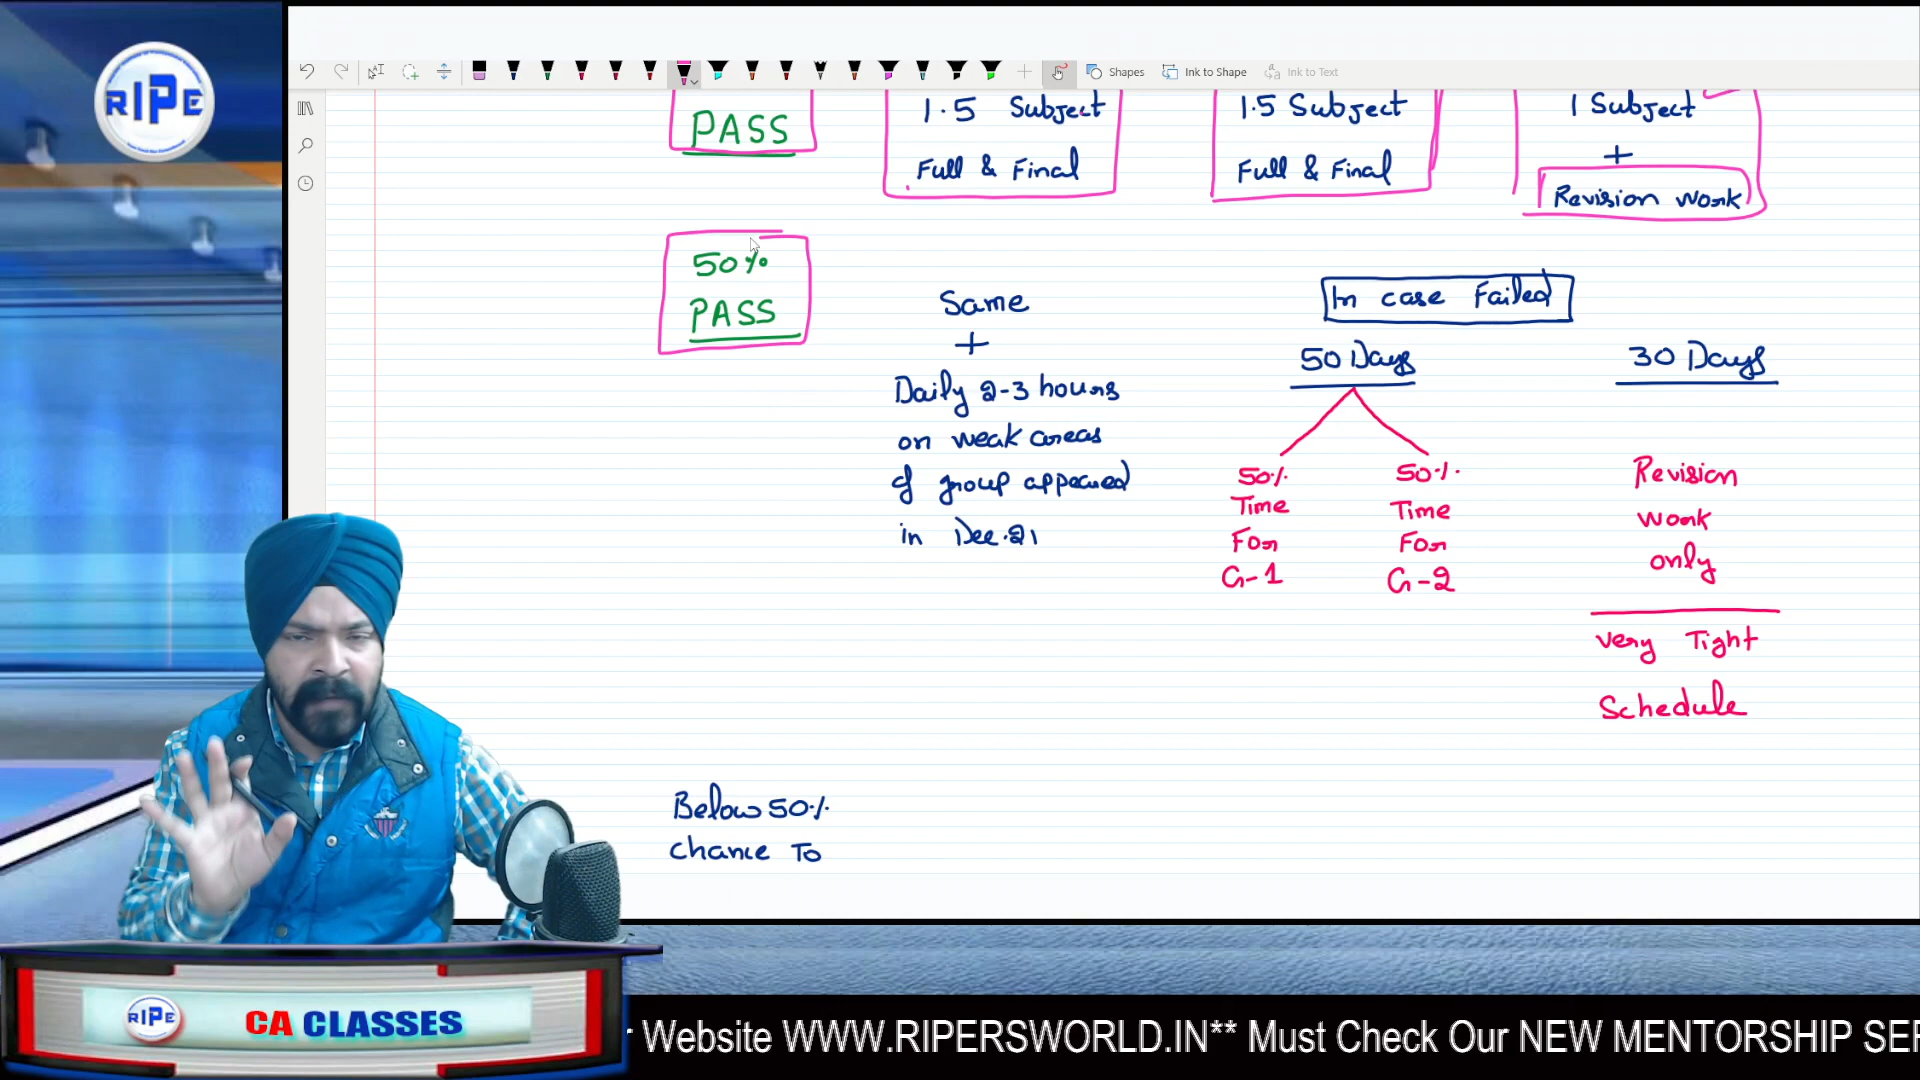 RIPE
Shapes
Ink to Shape
Ink to Text
PASS
1.5 Subject
Full & Final
1.5 Subject
Full & Final
1 Subject
+
Revision work
50%
PASS
Same
+
Daily 2-3 hours
on weak areas
of group appeared
in Dec.21
In case Failed
50 Days
50%
Time
For
G-1
50%
Time
For
G-2
30 Days
Revision
work
only
Very Tight
Schedule
Below 50%
chance To
RIPE
CA CLASSES
r Website WWW.RIPERSWORLD.IN** Must Check Our NEW MENTORSHIP SER